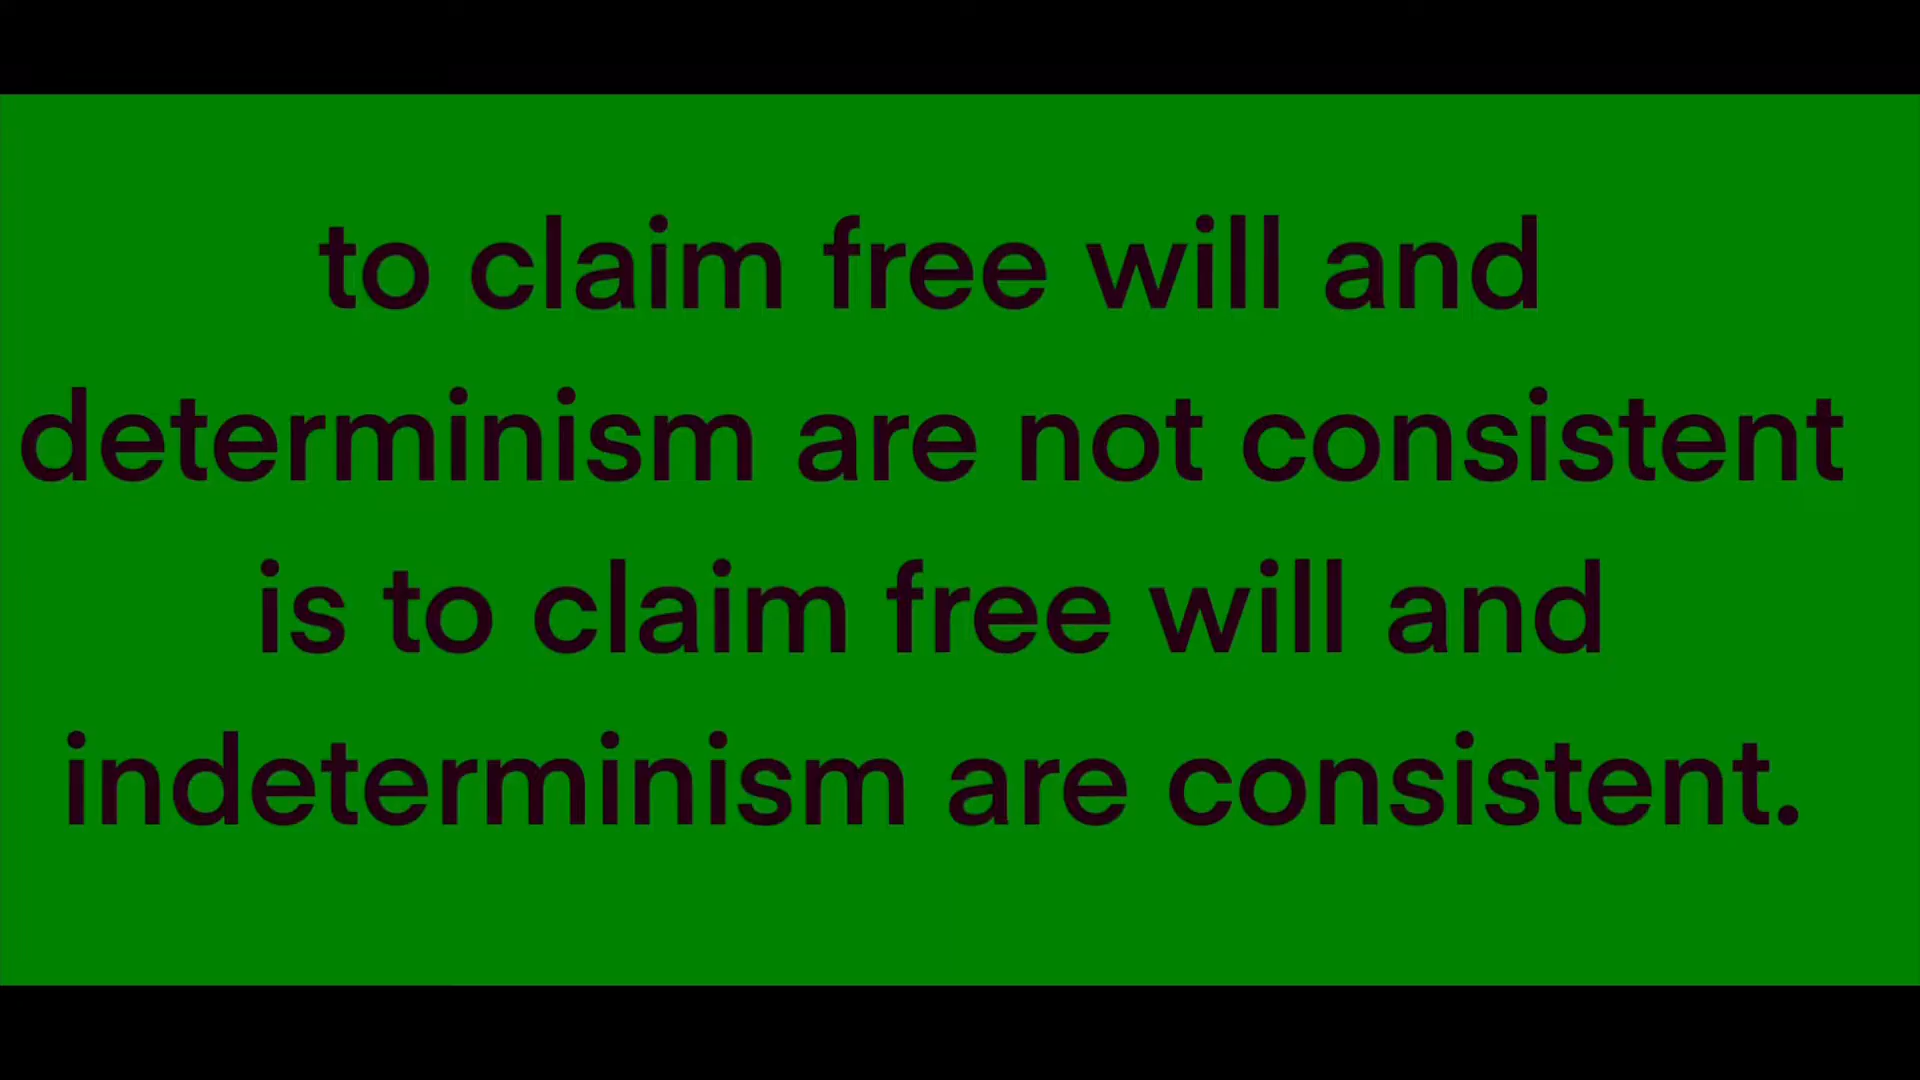 to claim free will and
determinism are not consistent
is to claim free will and
indeterminism are consistent.